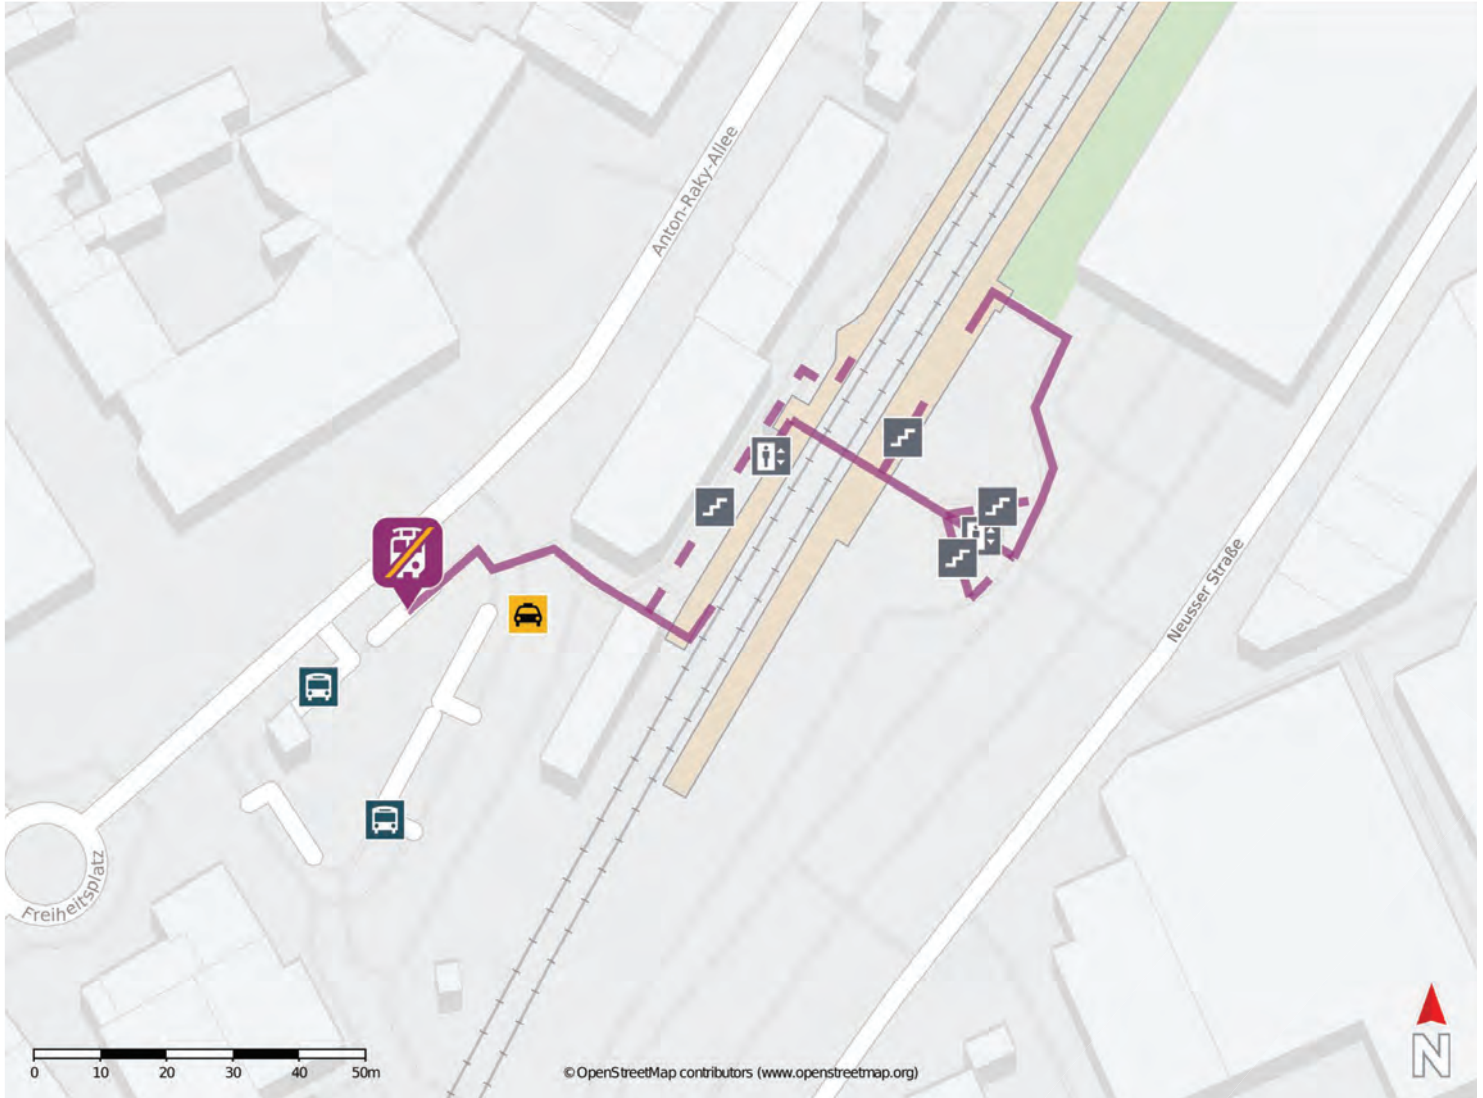 Anton-Raky-Allee
Neusser Straße
Freiheitsplatz
0 10 20 30 40 50m
©OpenStreetMap contributors (www.openstreetmap.org)
N